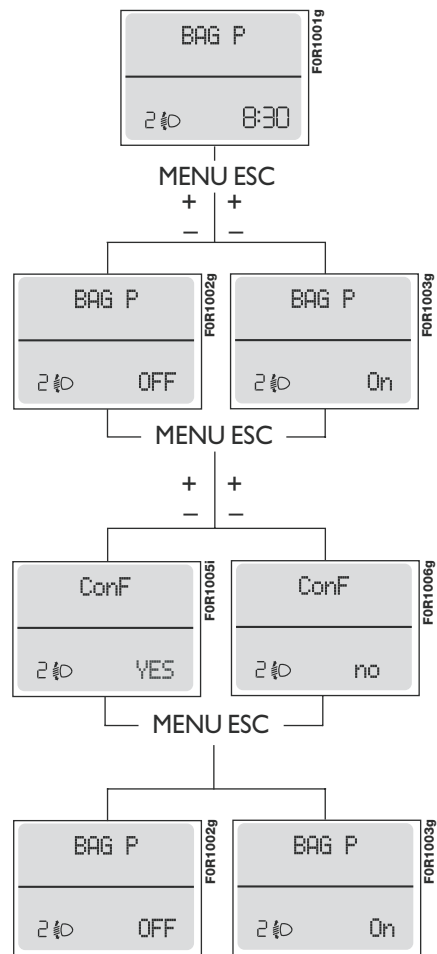 BAG P
2 8:30
F0R1001g
MENU ESC
+ +
– –
BAG P
2 OFF
F0R1002g
BAG P
2 On
F0R1003g
MENU ESC
+ +
– –
ConF
2 YES
F0R1005i
ConF
2 no
F0R1006g
MENU ESC
BAG P
2 OFF
F0R1002g
BAG P
2 On
F0R1003g